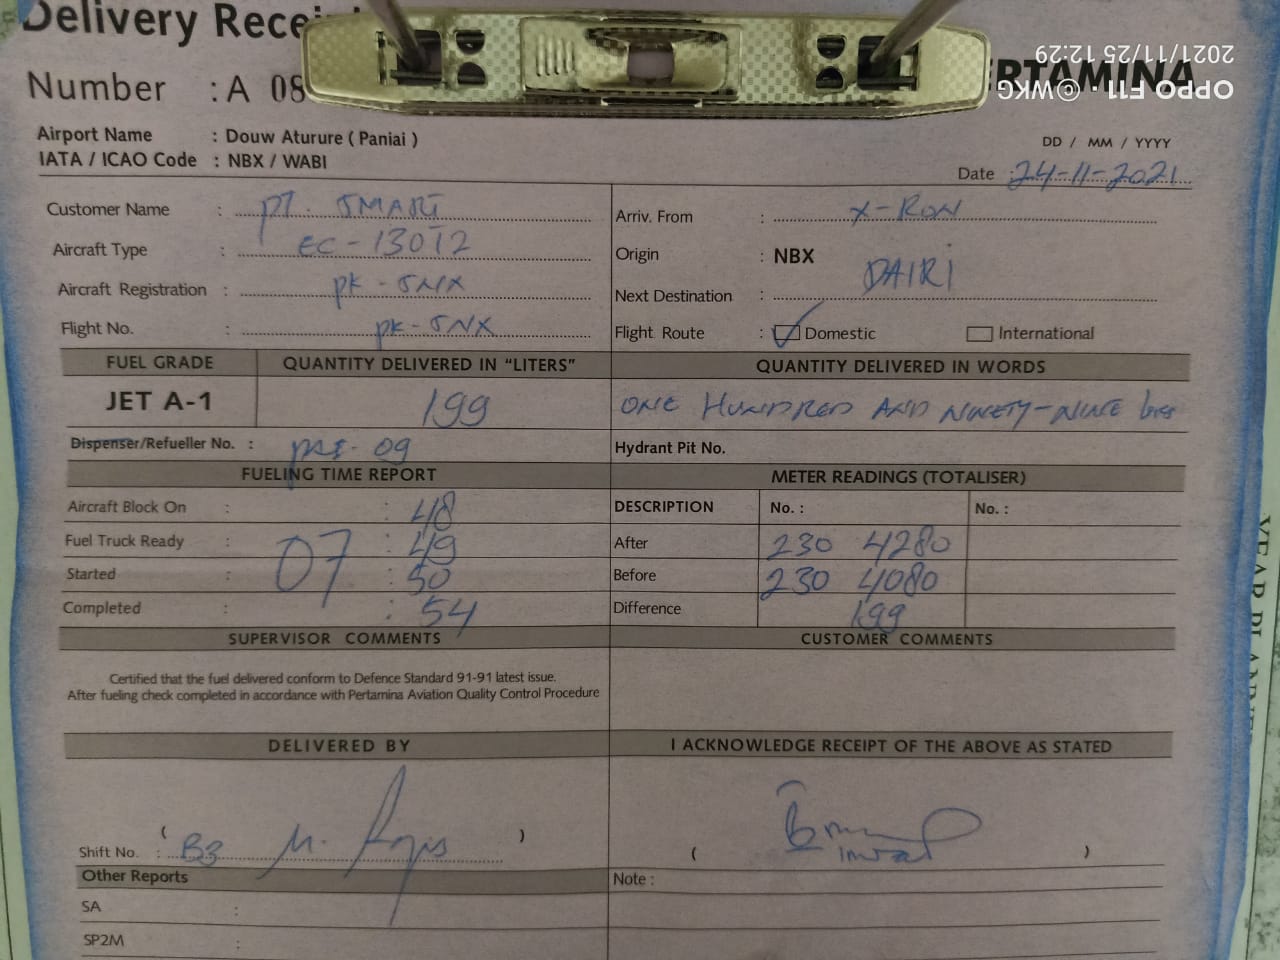 Delivery Rece
2021/11/25 12:29
OPPO F11 · ©WKG
ERTAMINA
Number : A 08
Airport Name : Douw Aturure ( Paniai )
IATA / ICAO Code : NBX / WABI
DD / MM / YYYY
Date : 24-11-2021
Customer Name : PT. SMART
Aircraft Type : EC-130T2
Aircraft Registration : PK - SNX
Flight No. : PK-SNX
Arriv. From : X-RON
Origin : NBX
Next Destination : DAIRI
Flight Route : Domestic International
FUEL GRADE QUANTITY DELIVERED IN "LITERS" QUANTITY DELIVERED IN WORDS
JET A-1 199 ONE HUNDRED AND NINETY-NINE
Dispenser/Refueller No. : 09 Hydrant Pit No.
FUELING TIME REPORT METER READINGS (TOTALISER)
Aircraft Block On : : 48 DESCRIPTION No. : No. :
Fuel Truck Ready : 07 : 49 After 230 4280
Started : : 50 Before 230 4080
Completed : : 54 Difference 199
SUPERVISOR COMMENTS CUSTOMER COMMENTS
Certified that the fuel delivered conform to Defence Standard 91-91 latest issue.
After fueling check completed in accordance with Pertamina Aviation Quality Control Procedure
DELIVERED BY I ACKNOWLEDGE RECEIPT OF THE ABOVE AS STATED
( ) ( )
Shift No. : B3
Other Reports Note :
SA :
SP2M :
YEAR PLANNE